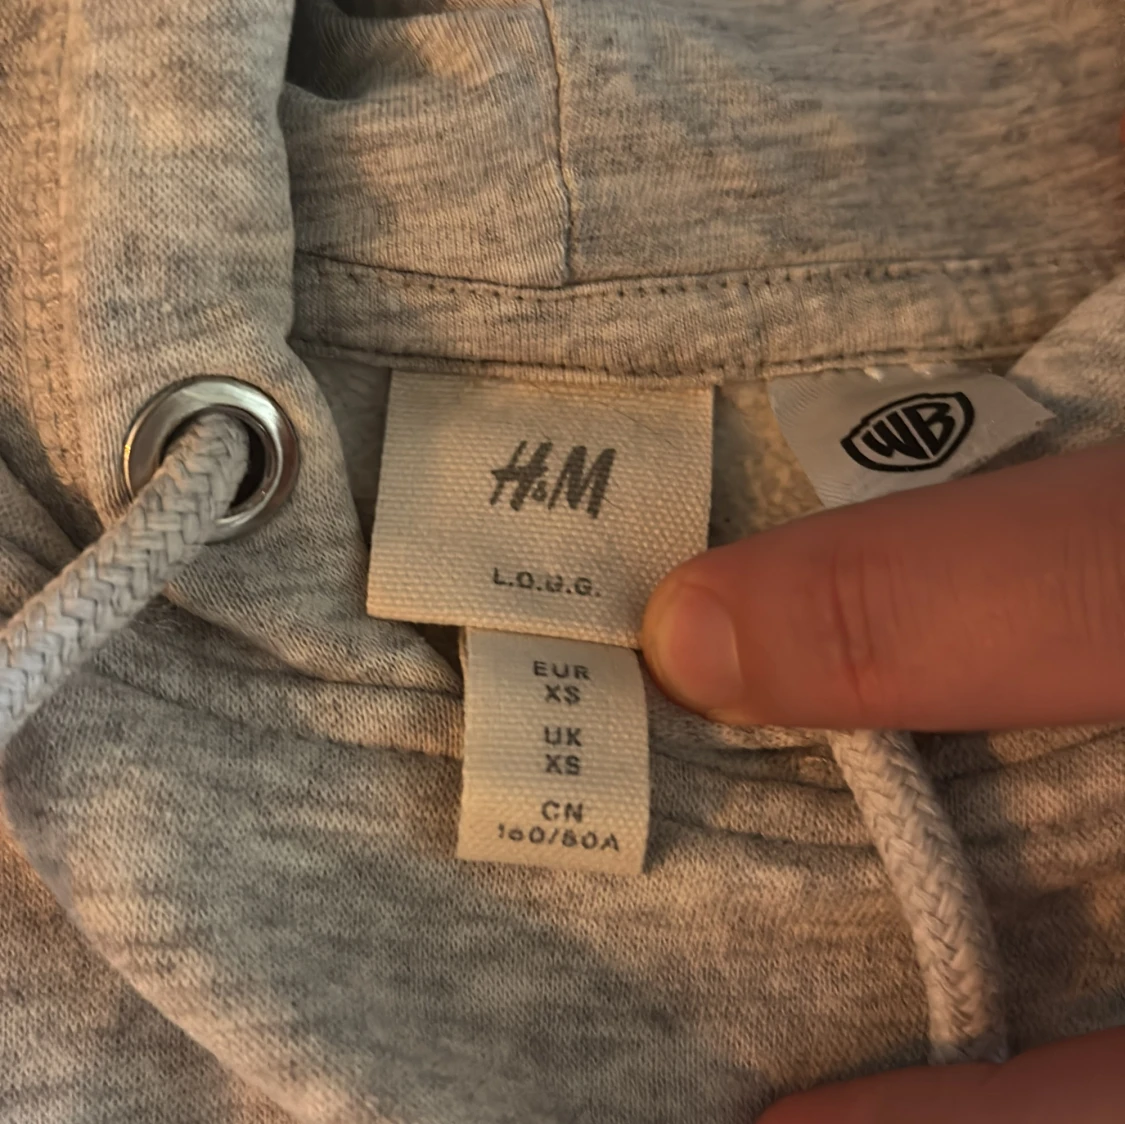 H&M
L.O.G.G.
EUR
XS
UK
XS
CN
160/80A
WB